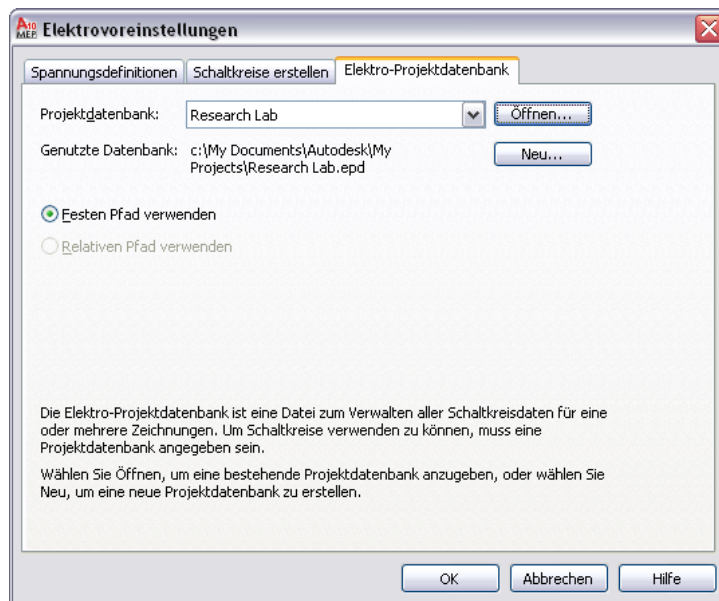 A10
MEP Elektrovoreinstellungen
Spannungsdefinitionen Schaltkreise erstellen Elektro-Projektdatenbank
Projektdatenbank: Research Lab Öffnen...
Genutzte Datenbank: c:\My Documents\Autodesk\My
Projects\Research Lab.epd
Neu...
Festen Pfad verwenden
Relativen Pfad verwenden
Die Elektro-Projektdatenbank ist eine Datei zum Verwalten aller Schaltkreisdaten für eine
oder mehrere Zeichnungen. Um Schaltkreise verwenden zu können, muss eine
Projektdatenbank angegeben sein.
Wählen Sie Öffnen, um eine bestehende Projektdatenbank anzugeben, oder wählen Sie
Neu, um eine neue Projektdatenbank zu erstellen.
OK Abbrechen Hilfe